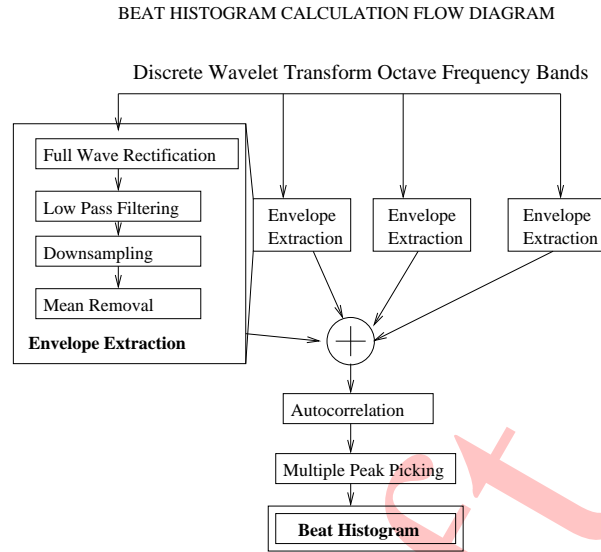 BEAT HISTOGRAM CALCULATION FLOW DIAGRAM
Discrete Wavelet Transform Octave Frequency Bands
Full Wave Rectification
Low Pass Filtering
Downsampling
Mean Removal
Envelope Extraction
Envelope
Extraction
Envelope
Extraction
Envelope
Extraction
Autocorrelation
Multiple Peak Picking
Beat Histogram